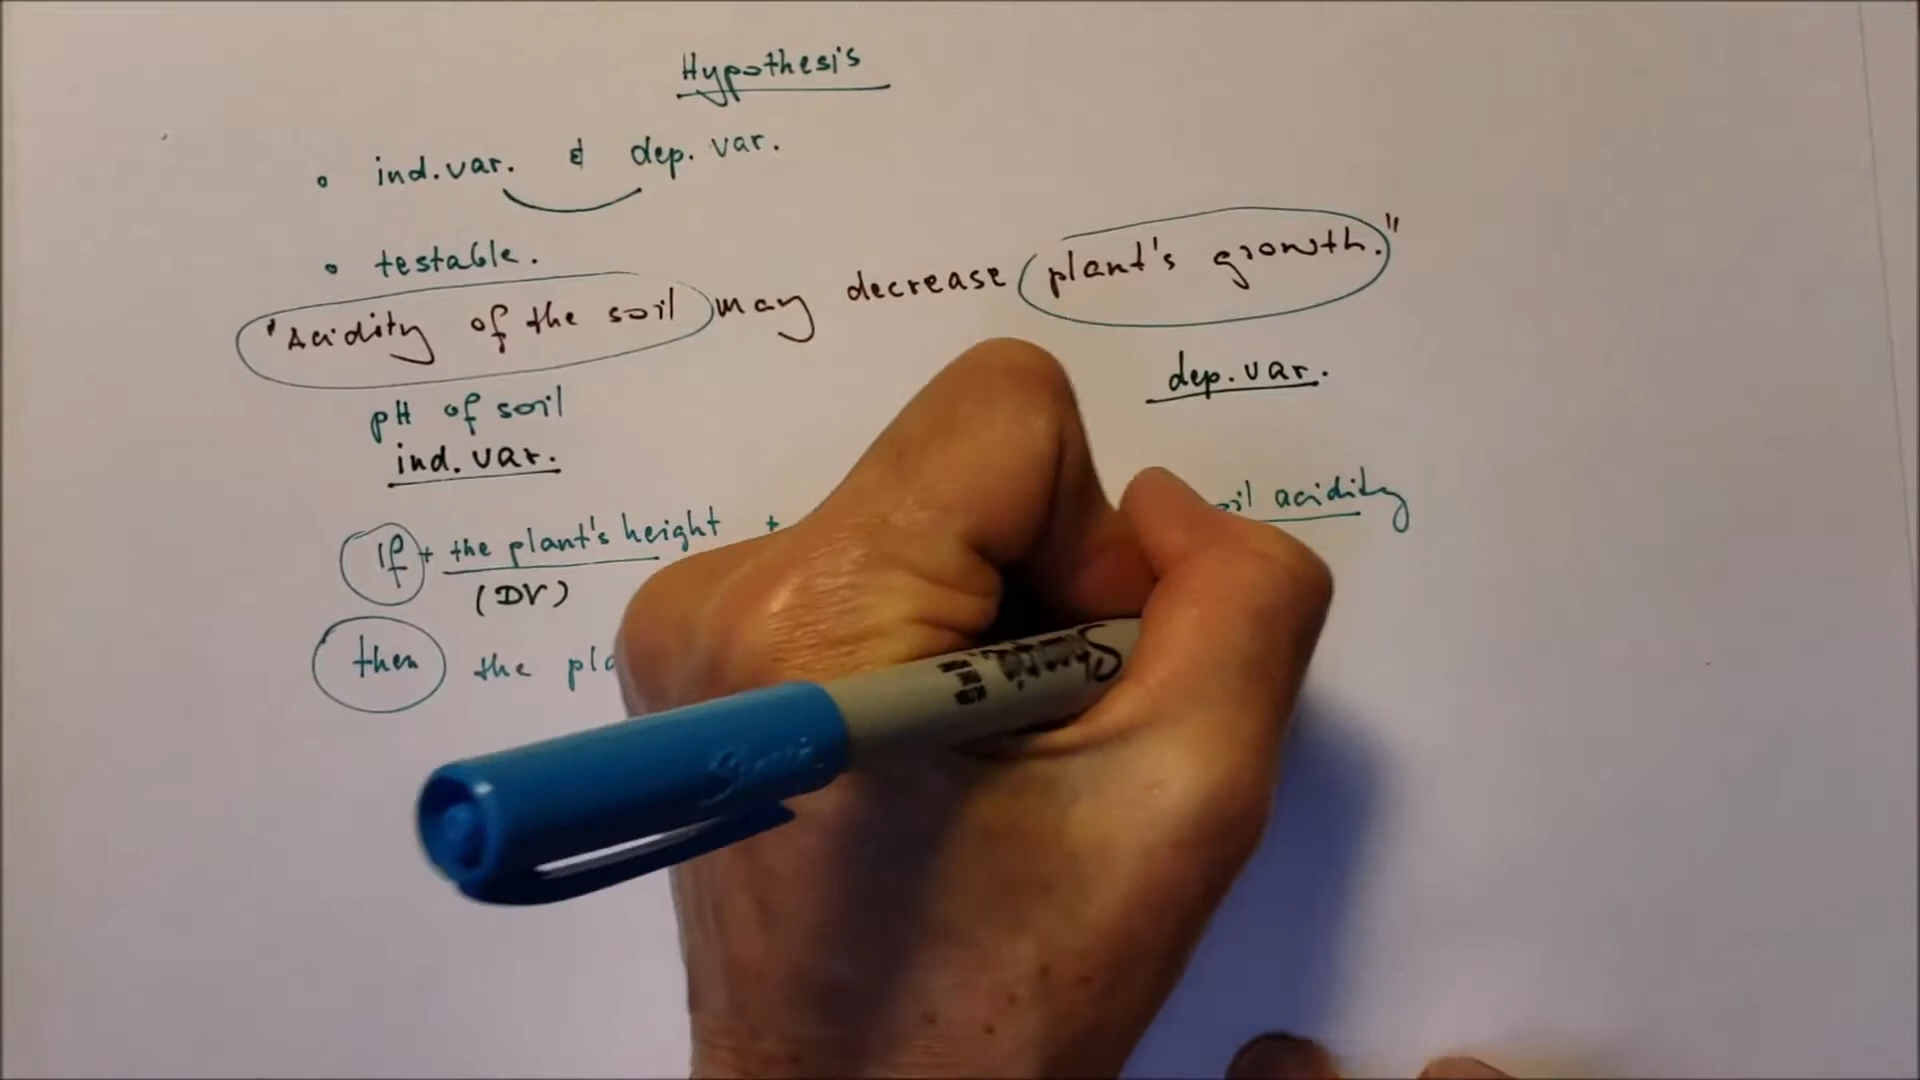 Hypothesis
• ind.var. & dep. var.
• testable.
"Acidity of the soil may decrease plant's growth."
pH of soil
dep.var.
ind.var.
If + the plant's height acidity
(DV)
then the
Sharpie